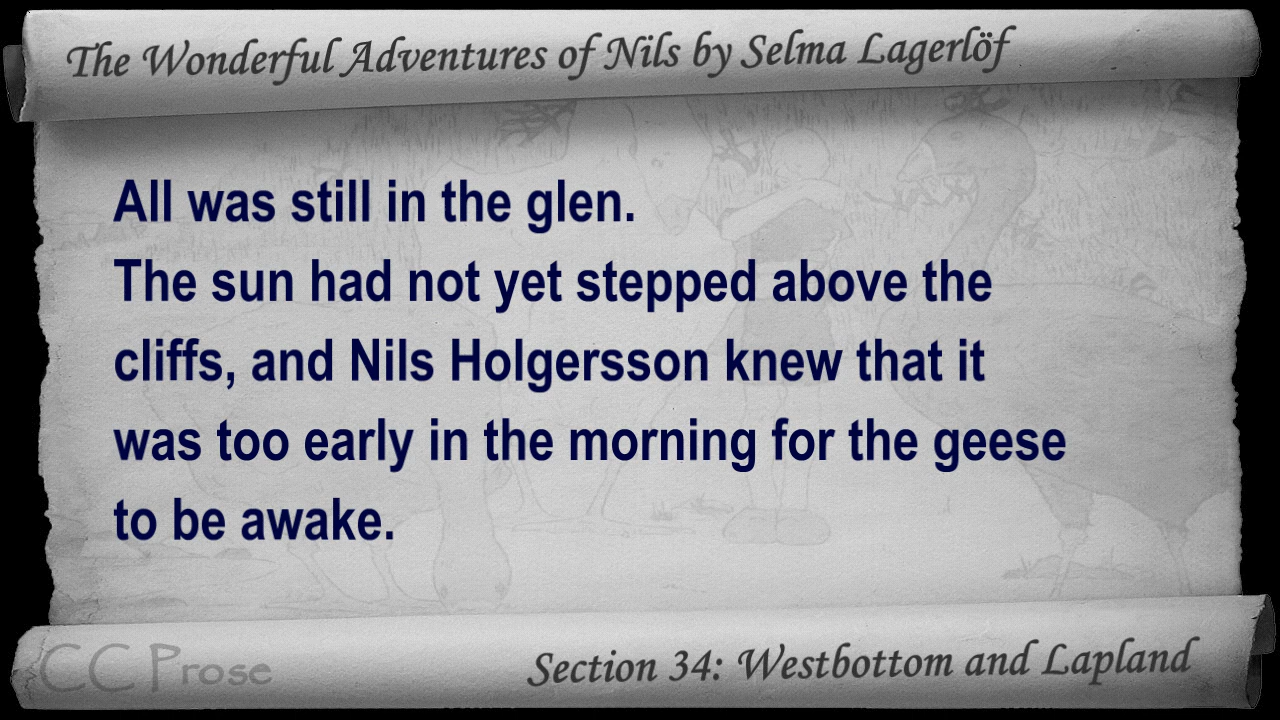 The Wonderful Adventures of Nils by Selma Lagerlöf
All was still in the glen.
The sun had not yet stepped above the
cliffs, and Nils Holgersson knew that it
was too early in the morning for the geese
to be awake.
CC Prose
Section 34: Westbottom and Lapland